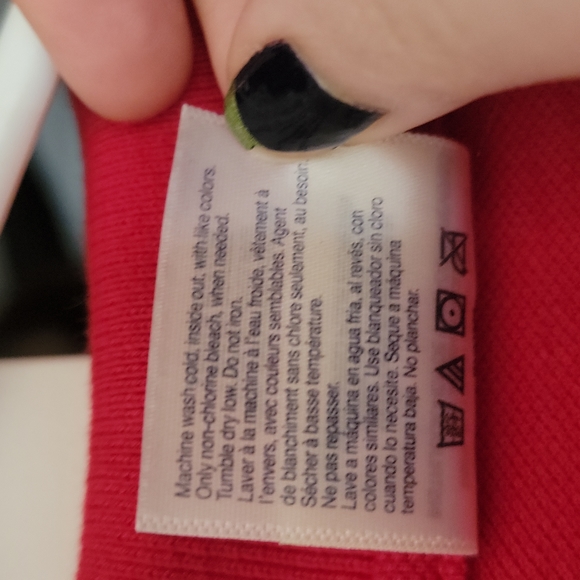 Machine wash cold, inside out, with like colors.
Only non-chlorine bleach, when needed.
Tumble dry low. Do not iron.
Laver à la machine à l'eau froide, vêtement à
l'envers, avec couleurs semblables. Agent
de blanchiment sans chlore seulement, au besoin.
Sécher à basse température.
Ne pas repasser.
Lave a máquina en agua fria, al revés, con
colores similares. Use blanqueador sin cloro
cuando lo necesite. Seque a máquina
temperatura baja. No planchar.